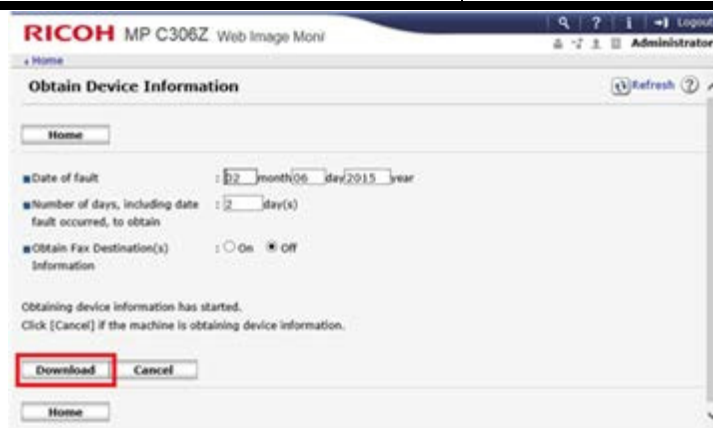 RICOH MP C306Z Web Image Moni
? i Logout
Administrator
Home
Obtain Device Information
Refresh ?
Home
Date of fault : 02 month 06 day 2015 year
Number of days, including date : 2 day(s)
fault occurred, to obtain
Obtain Fax Destination(s) : On Off
Information
Obtaining device information has started.
Click [Cancel] if the machine is obtaining device information.
Download Cancel
Home